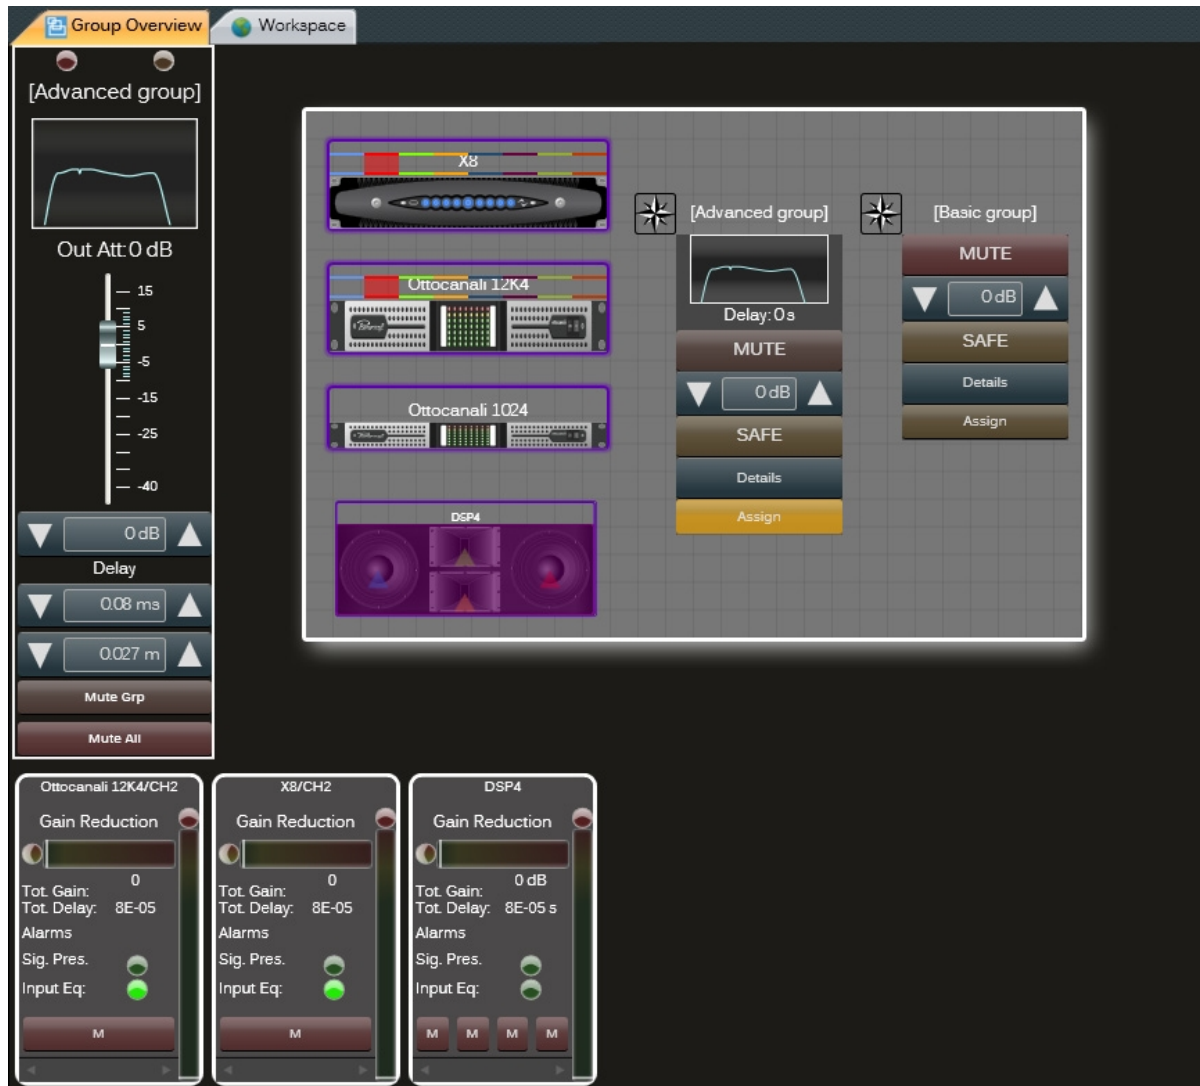 Group Overview
Workspace
[Advanced group]
Out Att:0 dB
15
5
-5
-15
-25
-40
0 dB
Delay
0.08 ms
0.027 m
Mute Grp
Mute All
X8
Ottocanali 12K4
Ottocanali 1024
DSP4
[Advanced group]
Delay: 0 s
MUTE
0 dB
SAFE
Details
Assign
[Basic group]
MUTE
0 dB
SAFE
Details
Assign
Ottocanali 12K4/CH2
Gain Reduction
Tot. Gain: 0
Tot. Delay: 8E-05
Alarms
Sig. Pres.
Input Eq:
M
X8/CH2
Gain Reduction
Tot. Gain: 0
Tot. Delay: 8E-05
Alarms
Sig. Pres.
Input Eq:
M
DSP4
Gain Reduction
Tot. Gain: 0 dB
Tot. Delay: 8E-05 s
Alarms
Sig. Pres.
Input Eq:
M M M M